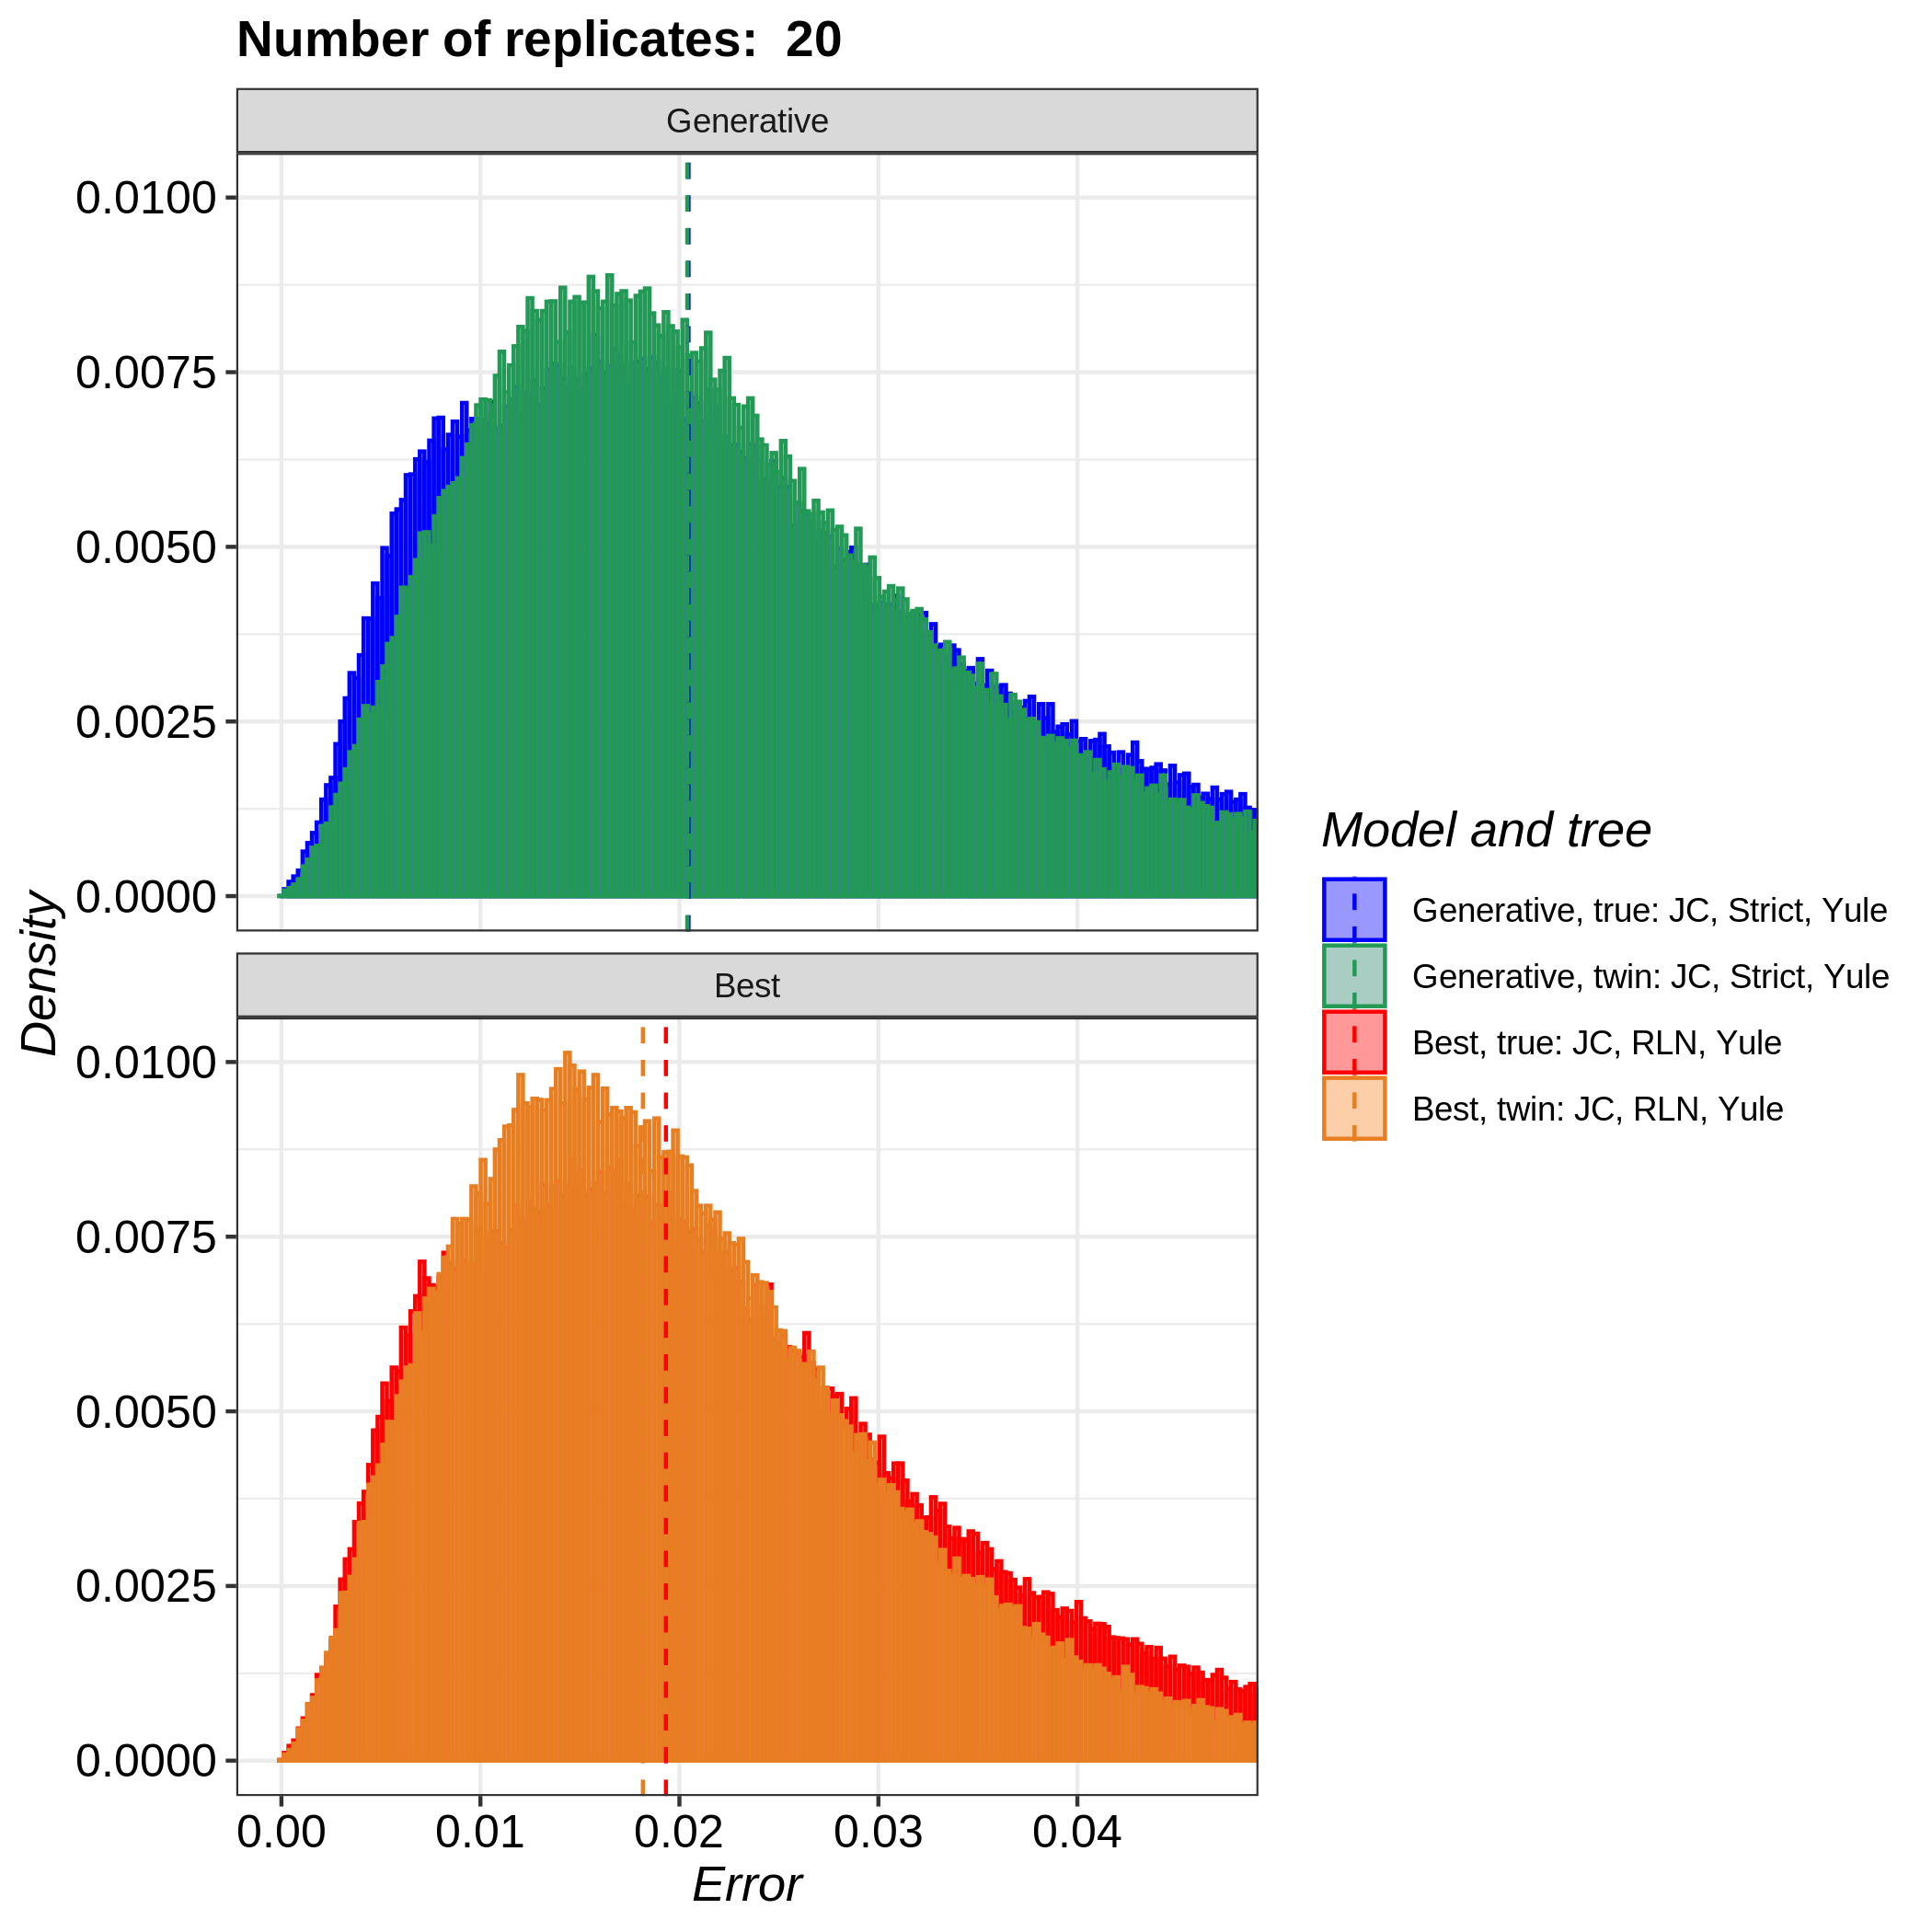 Number of replicates:  20
Generative
0.0100
0.0075
0.0050
0.0025
0.0000
Density
Best
0.0100
0.0075
0.0050
0.0025
0.0000
0.00 0.01 0.02 0.03 0.04
Error
Model and tree
Generative, true: JC, Strict, Yule
Generative, twin: JC, Strict, Yule
Best, true: JC, RLN, Yule
Best, twin: JC, RLN, Yule